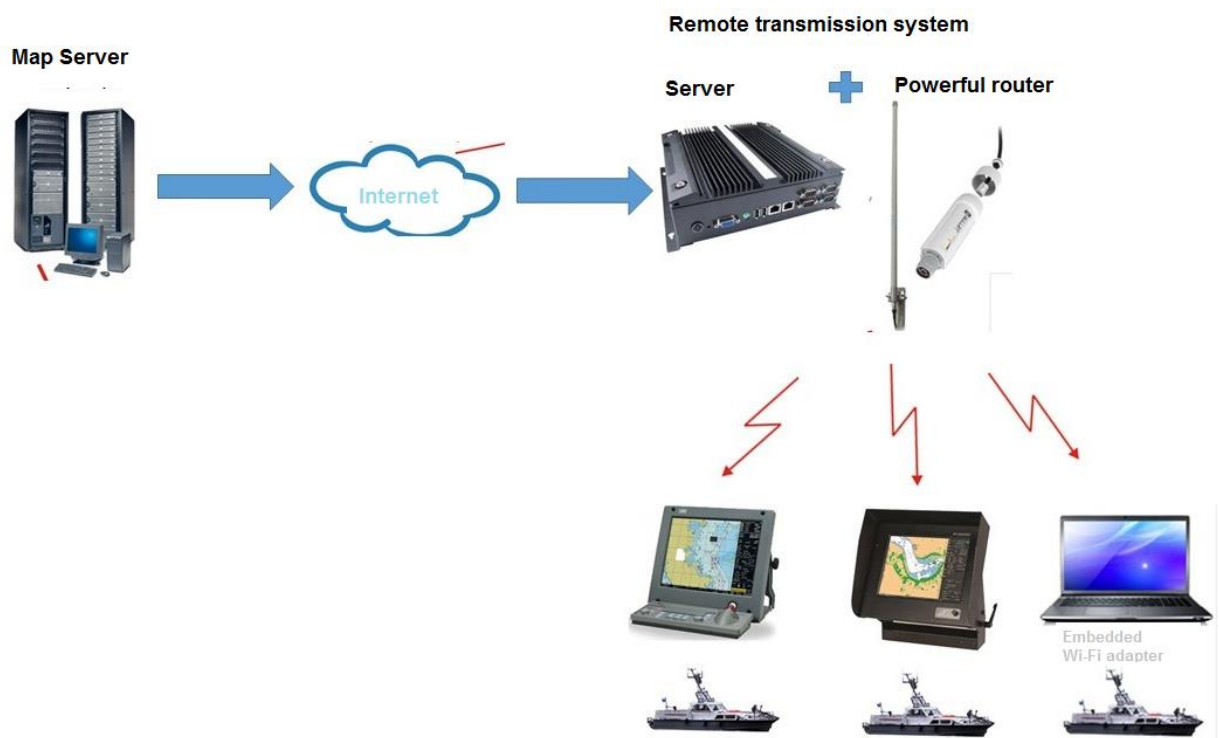 Remote transmission system
Map Server
Server
Powerful router
Internet
Embedded
Wi-Fi adapter